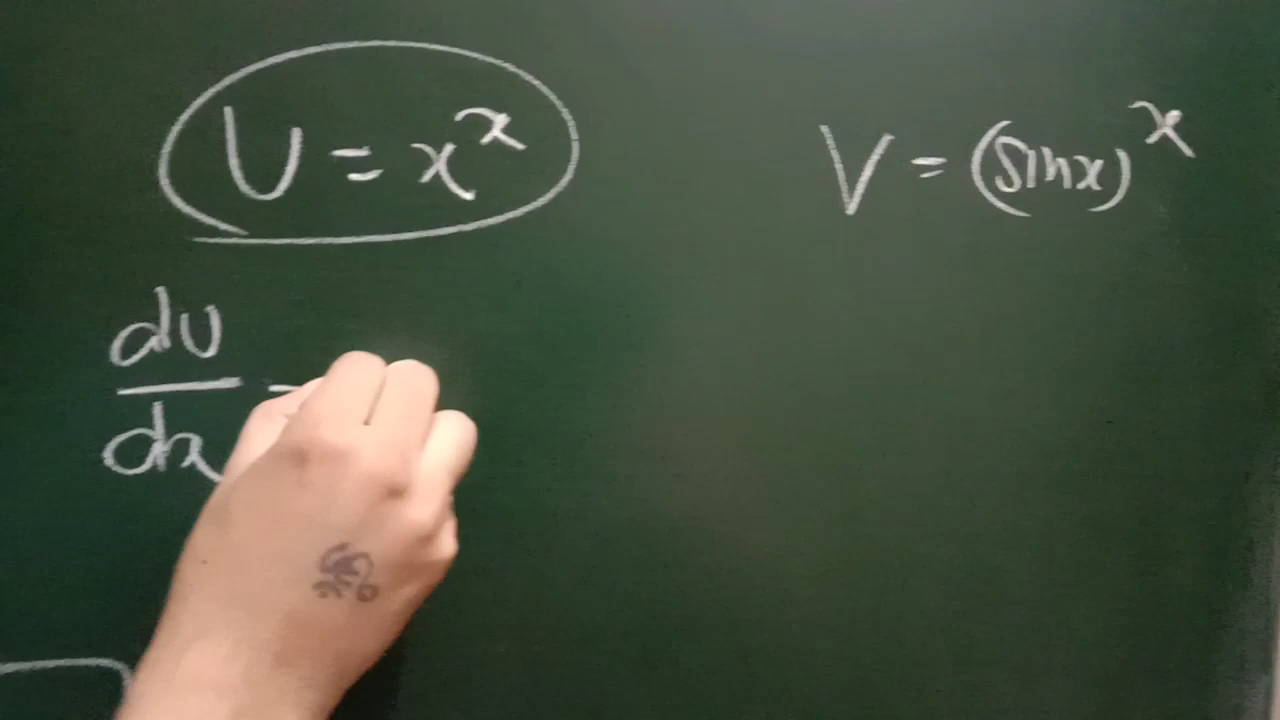 U = x^x
V = (sinx)^x
du
dx